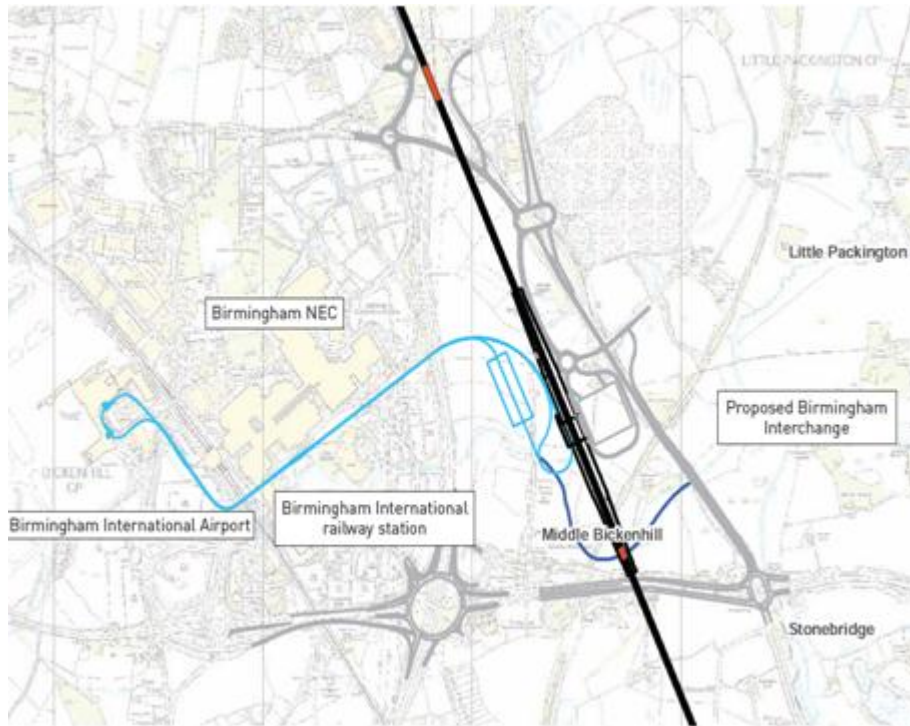 LITTLE PACKINGTON CP
Little Packington
Birmingham NEC
Proposed Birmingham
Interchange
Birmingham International Airport
Birmingham International
railway station
Middle Bickenhill
Stonebridge